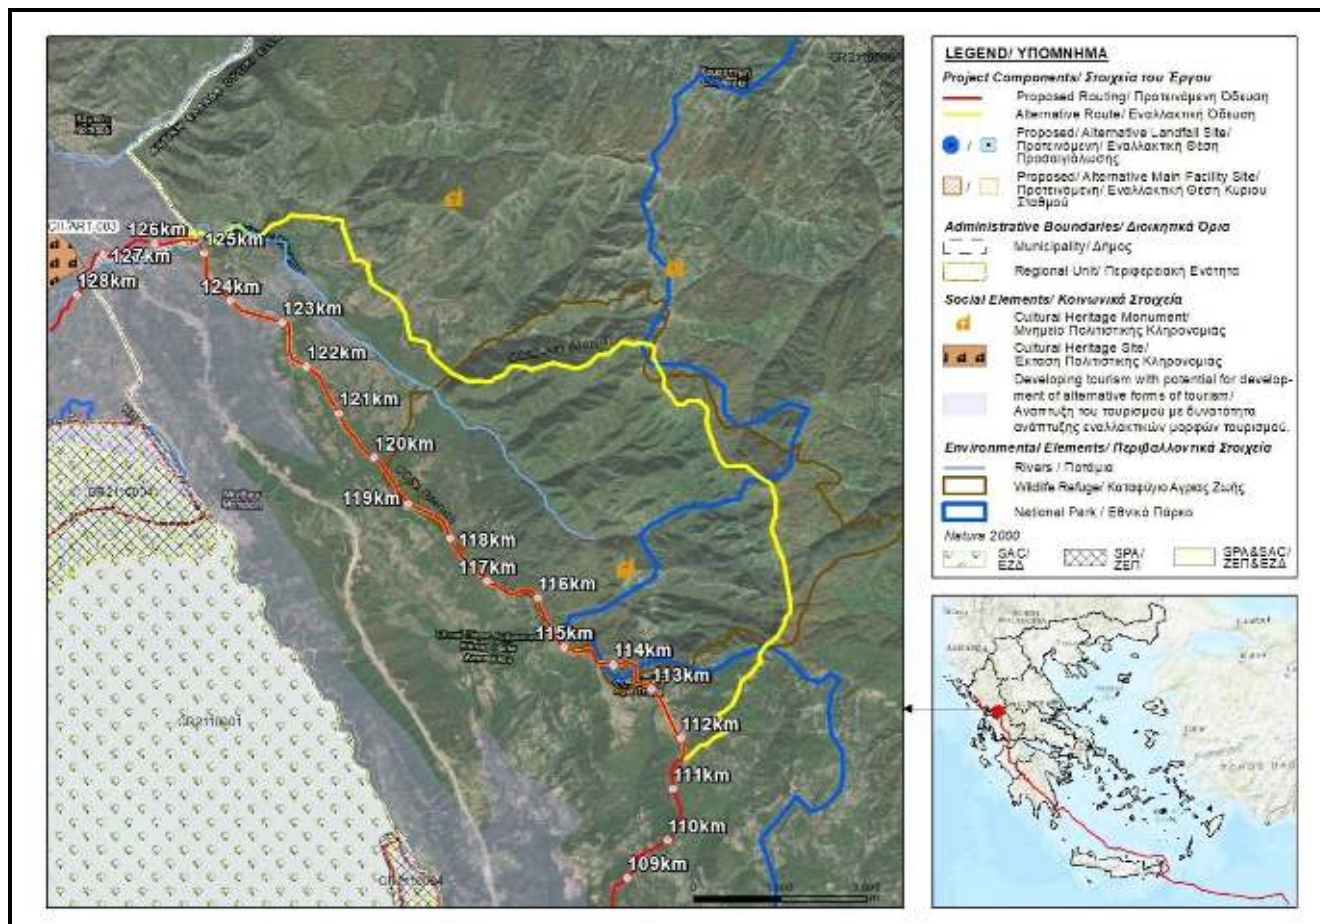 126km
125km
127km
128km
124km
123km
122km
121km
120km
119km
118km
117km
116km
115km
114km
113km
112km
111km
110km
109km
GR2110001
LEGEND/ ΥΠΟΜΝΗΜΑ
Project Components/ Στοιχεία του Έργου
Proposed Routing/ Προτεινόμενη Όδευση
Alternative Route/ Εναλλακτική Όδευση
Proposed/ Alternative Landfall Site/
Προτεινόμενη/ Εναλλακτική Θέση
Προσαιγιάλωσης
Proposed/ Alternative Main Facility Site/
Προτεινόμενη/ Εναλλακτική Θέση Κύριου
Σταθμού
Administrative Boundaries/ Διοικητικά Όρια
Municipality/ Δήμος
Regional Unit/ Περιφερειακή Ενότητα
Social Elements/ Κοινωνικά Στοιχεία
Cultural Heritage Monument/
Μνημείο Πολιτιστικής Κληρονομιάς
Cultural Heritage Site/
Έκταση Πολιτιστικής Κληρονομιάς
Developing tourism with potential for develop-
ment of alternative forms of tourism/
Ανάπτυξη του τουρισμού με δυνατότητα
ανάπτυξης εναλλακτικών μορφών τουρισμού.
Environmental Elements/ Περιβαλλοντικά Στοιχεία
Rivers / Ποτάμια
Wildlife Refuge/ Καταφύγιο Άγριας Ζωής
National Park / Εθνικό Πάρκο
Natura 2000
SAC/
ΕΖΔ
SPA/
ΖΕΠ
SPA&SAC/
ΖΕΠ&ΕΖΔ